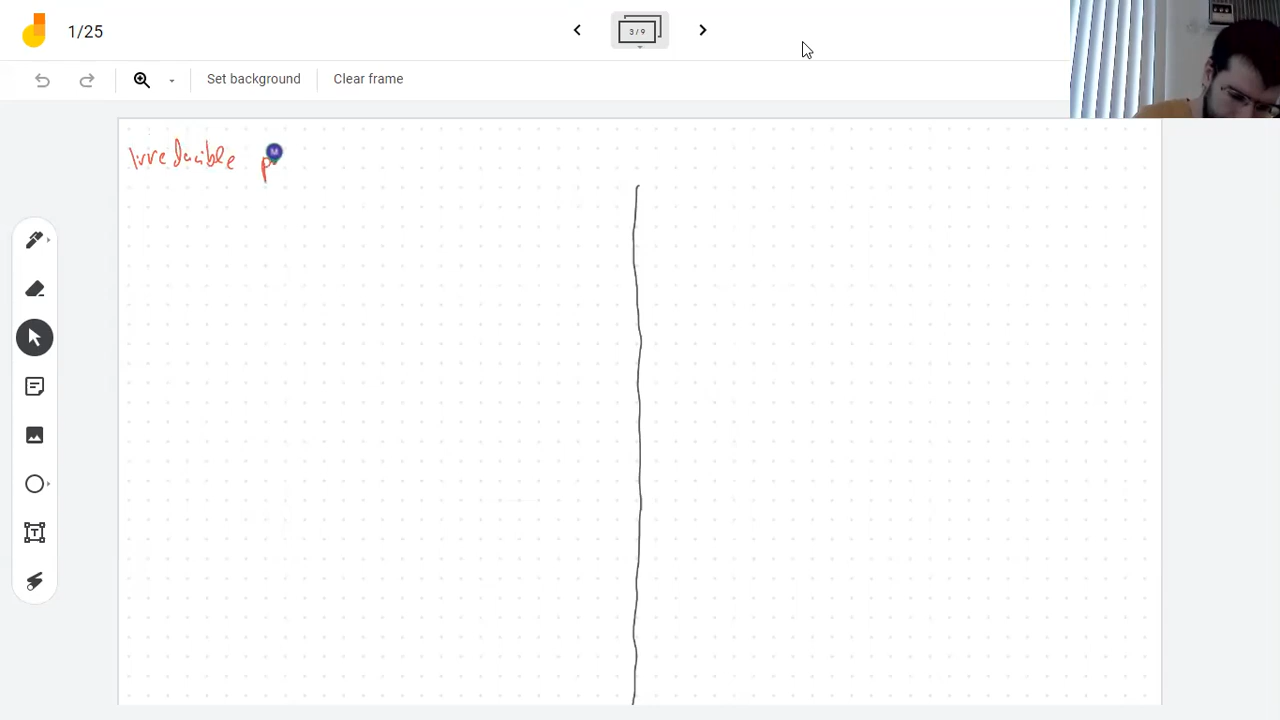 1/25
3 / 9
Set background
Clear frame
Irreducible p
M